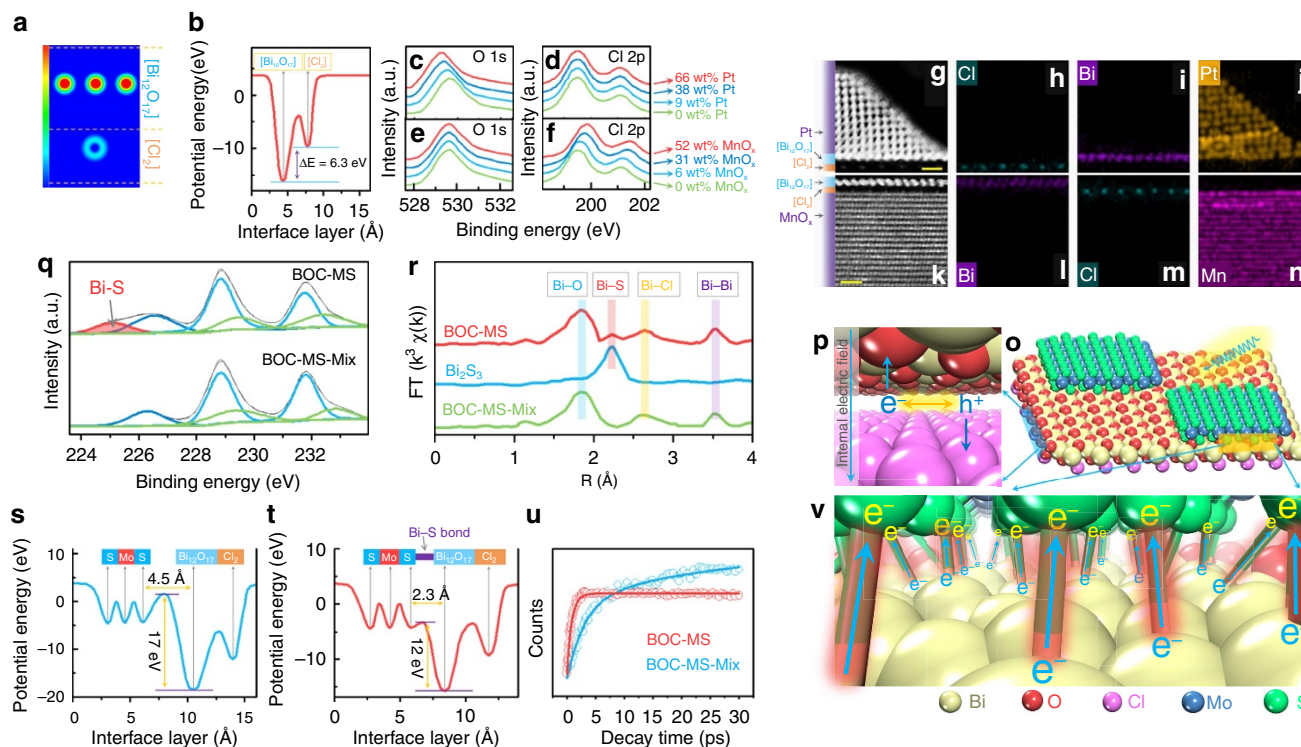 a
[Bi₁₂O₁₇]
[Cl₂]
b
Potential energy(eV)
0
−10
[Bi₁₂O₁₇]
[Cl₂]
ΔE = 6.3 eV
0 5 10 15
Interface layer (Å)
Intensity (a.u.)
c
O 1s
d
Cl 2p
66 wt% Pt
38 wt% Pt
9 wt% Pt
0 wt% Pt
Intensity (a.u.)
e
O 1s
f
Cl 2p
52 wt% MnOₓ
31 wt% MnOₓ
6 wt% MnOₓ
0 wt% MnOₓ
528 530 532
200 202
Binding energy (eV)
g
Cl
h
Bi
i
Pt
j
Pt
[Bi₁₂O₁₇]
[Cl₂]
[Bi₁₂O₁₇]
[Cl₂]
MnOₓ
k
Bi
l
Cl
m
Mn
n
q
Intensity (a.u.)
Bi-S
BOC-MS
BOC-MS-Mix
224 226 228 230 232
Binding energy (eV)
r
FT (k³ χ(k))
Bi–O
Bi–S
Bi–Cl
Bi–Bi
BOC-MS
Bi₂S₃
BOC-MS-Mix
0 1 2 3 4
R (Å)
p
Internal electric field
e⁻
h⁺
o
s
Potential energy (eV)
10
0
−10
−20
S Mo S
Bi₁₂O₁₇
Cl₂
4.5 Å
17 eV
0 5 10 15
Interface layer (Å)
t
Potential energy (eV)
10
0
−10
Bi–S bond
S Mo S
Bi₁₂O₁₇
Cl₂
2.3 Å
12 eV
0 5 10
Interface layer (Å)
u
Counts
BOC-MS
BOC-MS-Mix
0 5 10 15 20 25 30
Decay time (ps)
v
e⁻ e⁻ e⁻ e⁻ e⁻ e⁻ e⁻ e⁻ e⁻ e⁻
e⁻ e⁻ e⁻ e⁻ e⁻ e⁻ e⁻ e⁻
e⁻ e⁻ e⁻
Bi
O
Cl
Mo
S